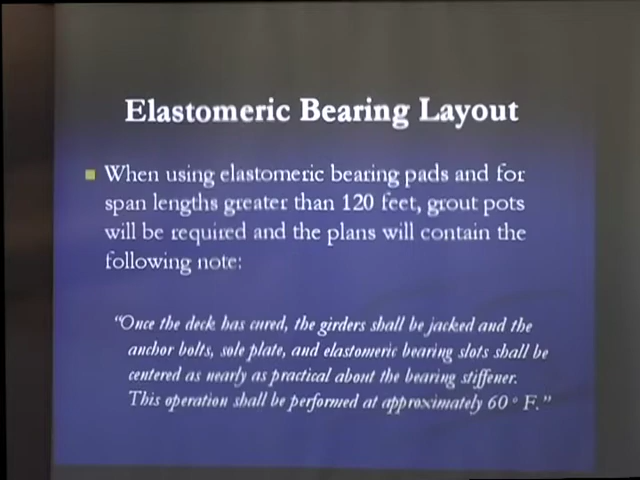 Elastomeric Bearing Layout
When using elastomeric bearing pads and for
span lengths greater than 120 feet, grout pots
will be required and the plans will contain the
following note:
“Once the deck has cured, the girders shall be jacked and the
anchor bolts, sole plate, and elastomeric bearing slots shall be
centered as nearly as practical about the bearing stiffener.
This operation shall be performed at approximately 60° F.”